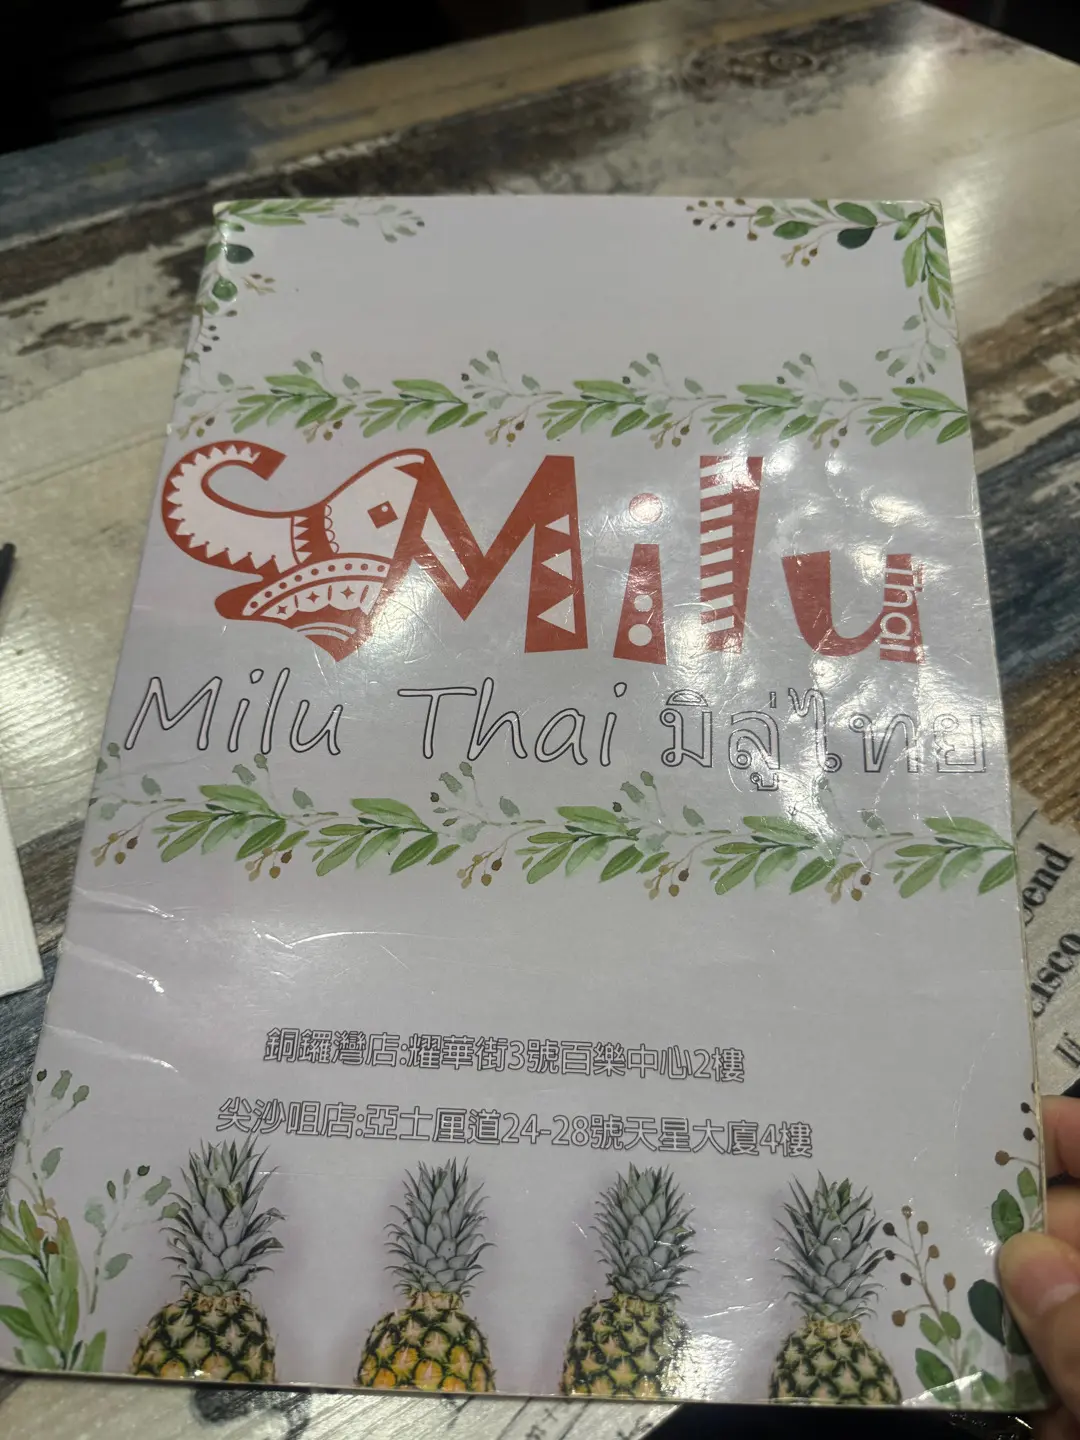 Milu
Thai
Milu Thai มิลู่ไทย
銅鑼灣店:耀華街3號百樂中心2樓
尖沙咀店:亞士厘道24-28號天星大廈4樓